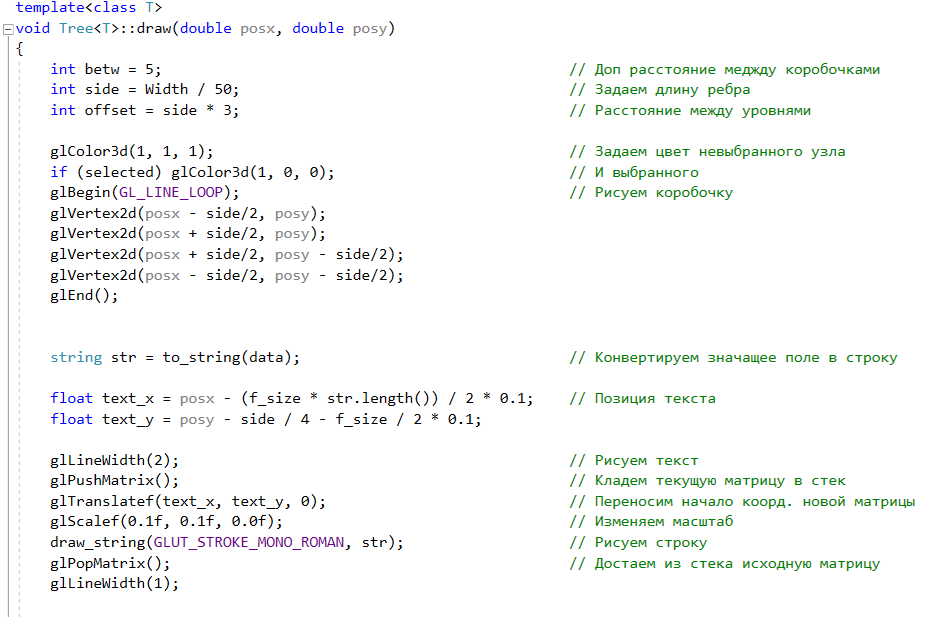 template<class T>
void Tree<T>::draw(double posx, double posy)
{
    int betw = 5; // Доп расстояние меджду коробочками
    int side = Width / 50; // Задаем длину ребра
    int offset = side * 3; // Расстояние между уровнями
    glColor3d(1, 1, 1); // Задаем цвет невыбранного узла
    if (selected) glColor3d(1, 0, 0); // И выбранного
    glBegin(GL_LINE_LOOP); // Рисуем коробочку
    glVertex2d(posx - side/2, posy);
    glVertex2d(posx + side/2, posy);
    glVertex2d(posx + side/2, posy - side/2);
    glVertex2d(posx - side/2, posy - side/2);
    glEnd();
    string str = to_string(data); // Конвертируем значащее поле в строку
    float text_x = posx - (f_size * str.length()) / 2 * 0.1; // Позиция текста
    float text_y = posy - side / 4 - f_size / 2 * 0.1;
    glLineWidth(2); // Рисуем текст
    glPushMatrix(); // Кладем текущую матрицу в стек
    glTranslatef(text_x, text_y, 0); // Переносим начало коорд. новой матрицы
    glScalef(0.1f, 0.1f, 0.0f); // Изменяем масштаб
    draw_string(GLUT_STROKE_MONO_ROMAN, str); // Рисуем строку
    glPopMatrix(); // Достаем из стека исходную матрицу
    glLineWidth(1);